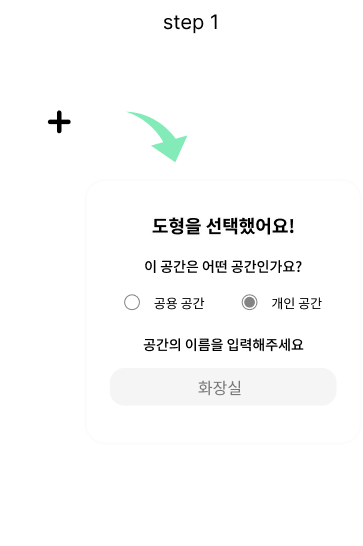 step 1
도형을 선택했어요!
이 공간은 어떤 공간인가요?
공용 공간 개인 공간
공간의 이름을 입력해주세요
화장실